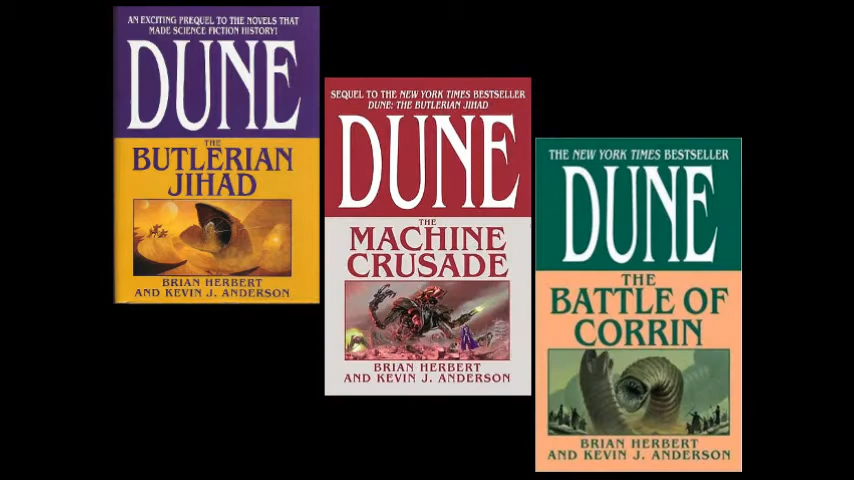 AN EXCITING PREQUEL TO THE NOVELS THAT
MADE SCIENCE FICTION HISTORY!
DUNE
THE
BUTLERIAN
JIHAD
BRIAN HERBERT
AND KEVIN J. ANDERSON
SEQUEL TO THE NEW YORK TIMES BESTSELLER
DUNE: THE BUTLERIAN JIHAD
DUNE
THE
MACHINE
CRUSADE
BRIAN HERBERT
AND KEVIN J. ANDERSON
THE NEW YORK TIMES BESTSELLER
DUNE
THE
BATTLE OF
CORRIN
BRIAN HERBERT
AND KEVIN J. ANDERSON